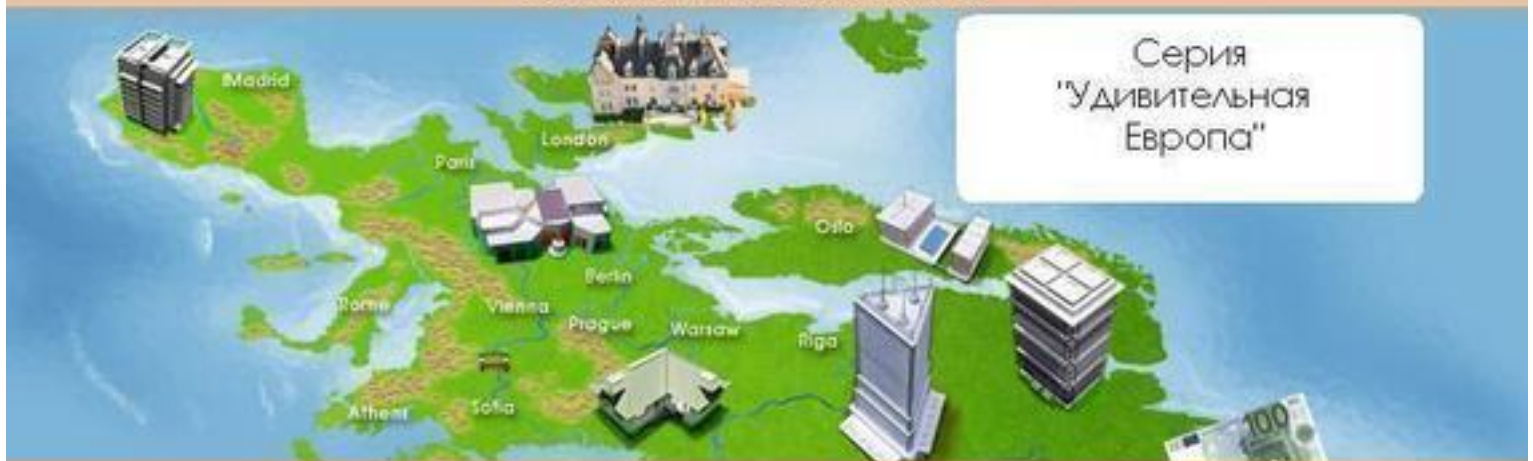 Серия
"Удивительная
Европа"
Madrid
London
Paris
Oslo
Berlin
Rome
Vienna
Prague
Warsaw
Riga
Athens
Sofia
100